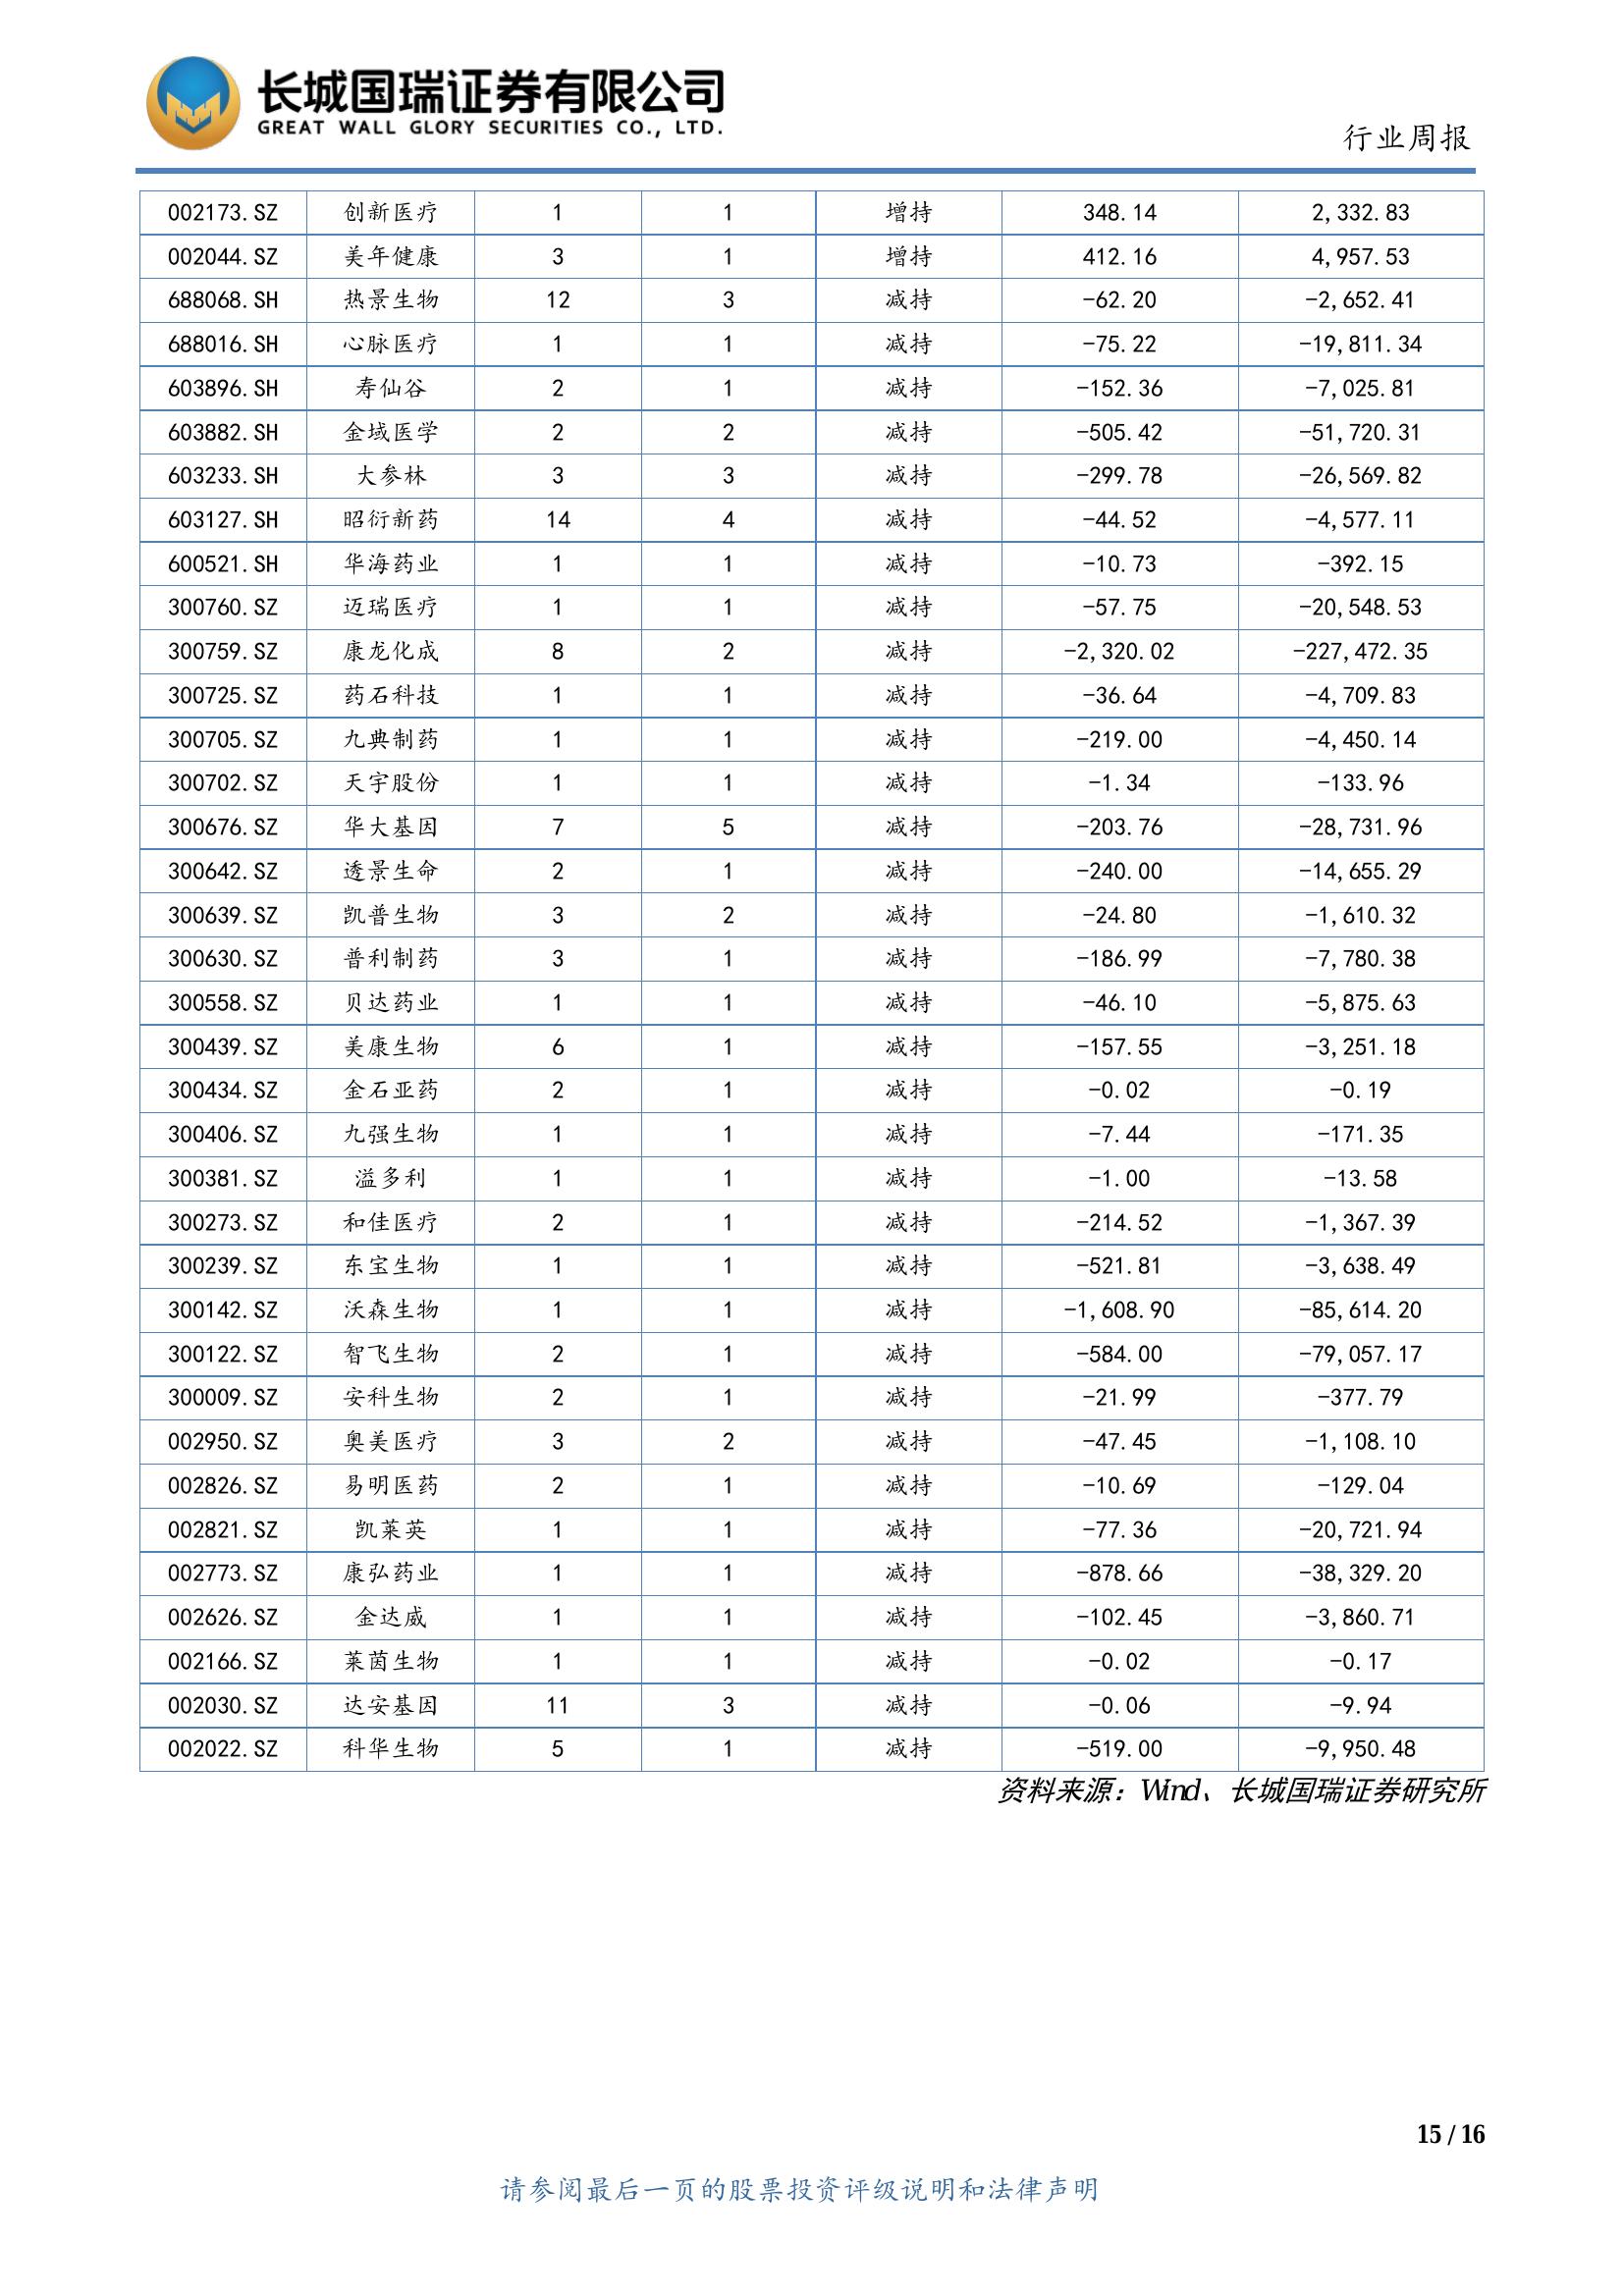 长城国瑞证券有限公司
GREAT WALL GLORY SECURITIES CO., LTD.
行业周报
002173.SZ 创新医疗 1 1 增持 348.14 2,332.83
002044.SZ 美年健康 3 1 增持 412.16 4,957.53
688068.SH 热景生物 12 3 减持 -62.20 -2,652.41
688016.SH 心脉医疗 1 1 减持 -75.22 -19,811.34
603896.SH 寿仙谷 2 1 减持 -152.36 -7,025.81
603882.SH 金域医学 2 2 减持 -505.42 -51,720.31
603233.SH 大参林 3 3 减持 -299.78 -26,569.82
603127.SH 昭衍新药 14 4 减持 -44.52 -4,577.11
600521.SH 华海药业 1 1 减持 -10.73 -392.15
300760.SZ 迈瑞医疗 1 1 减持 -57.75 -20,548.53
300759.SZ 康龙化成 8 2 减持 -2,320.02 -227,472.35
300725.SZ 药石科技 1 1 减持 -36.64 -4,709.83
300705.SZ 九典制药 1 1 减持 -219.00 -4,450.14
300702.SZ 天宇股份 1 1 减持 -1.34 -133.96
300676.SZ 华大基因 7 5 减持 -203.76 -28,731.96
300642.SZ 透景生命 2 1 减持 -240.00 -14,655.29
300639.SZ 凯普生物 3 2 减持 -24.80 -1,610.32
300630.SZ 普利制药 3 1 减持 -186.99 -7,780.38
300558.SZ 贝达药业 1 1 减持 -46.10 -5,875.63
300439.SZ 美康生物 6 1 减持 -157.55 -3,251.18
300434.SZ 金石亚药 2 1 减持 -0.02 -0.19
300406.SZ 九强生物 1 1 减持 -7.44 -171.35
300381.SZ 溢多利 1 1 减持 -1.00 -13.58
300273.SZ 和佳医疗 2 1 减持 -214.52 -1,367.39
300239.SZ 东宝生物 1 1 减持 -521.81 -3,638.49
300142.SZ 沃森生物 1 1 减持 -1,608.90 -85,614.20
300122.SZ 智飞生物 2 1 减持 -584.00 -79,057.17
300009.SZ 安科生物 2 1 减持 -21.99 -377.79
002950.SZ 奥美医疗 3 2 减持 -47.45 -1,108.10
002826.SZ 易明医药 2 1 减持 -10.69 -129.04
002821.SZ 凯莱英 1 1 减持 -77.36 -20,721.94
002773.SZ 康弘药业 1 1 减持 -878.66 -38,329.20
002626.SZ 金达威 1 1 减持 -102.45 -3,860.71
002166.SZ 莱茵生物 1 1 减持 -0.02 -0.17
002030.SZ 达安基因 11 3 减持 -0.06 -9.94
002022.SZ 科华生物 5 1 减持 -519.00 -9,950.48
资料来源：Wind、长城国瑞证券研究所
15 / 16
请参阅最后一页的股票投资评级说明和法律声明